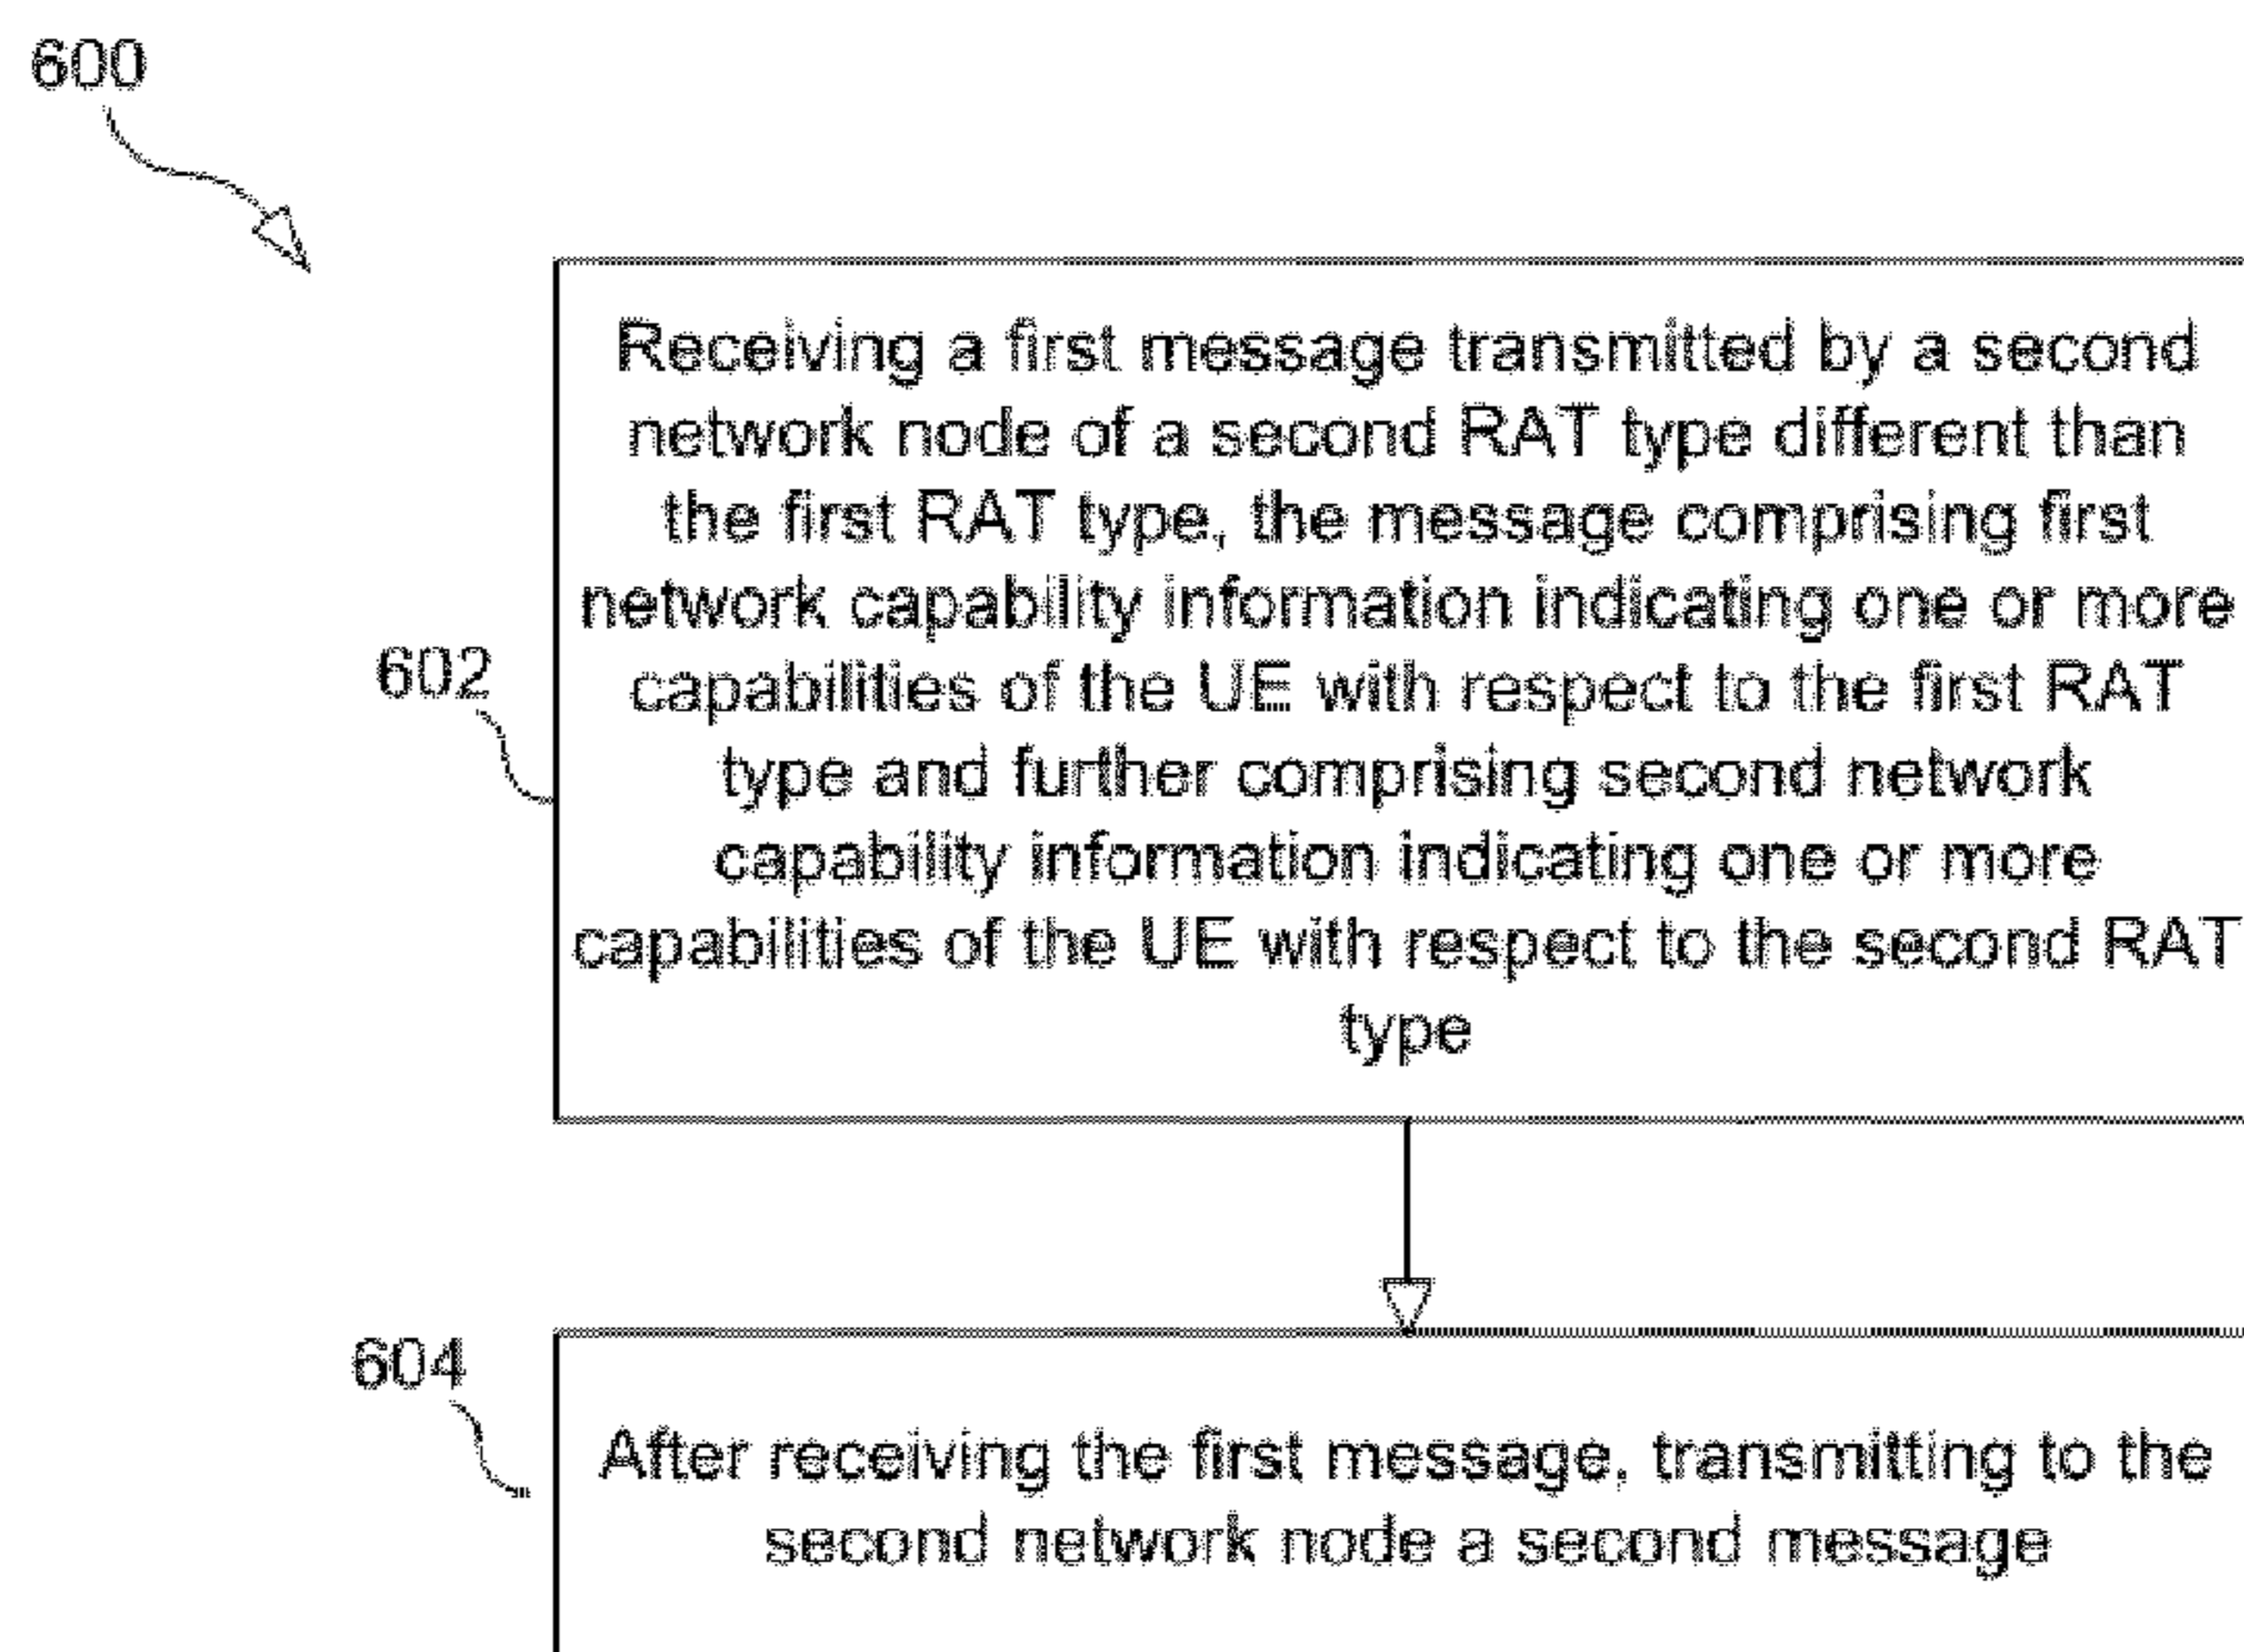 600
Receiving a first message transmitted by a second
network node of a second RAT type different than
the first RAT type, the message comprising first
network capability information indicating one or more
602
capabilities of the UE with respect to the first RAT
type and further comprising second network
capability information indicating one or more
capabilities of the UE with respect to the second RAT
type
604
After receiving the first message, transmitting to the
second network node a second message